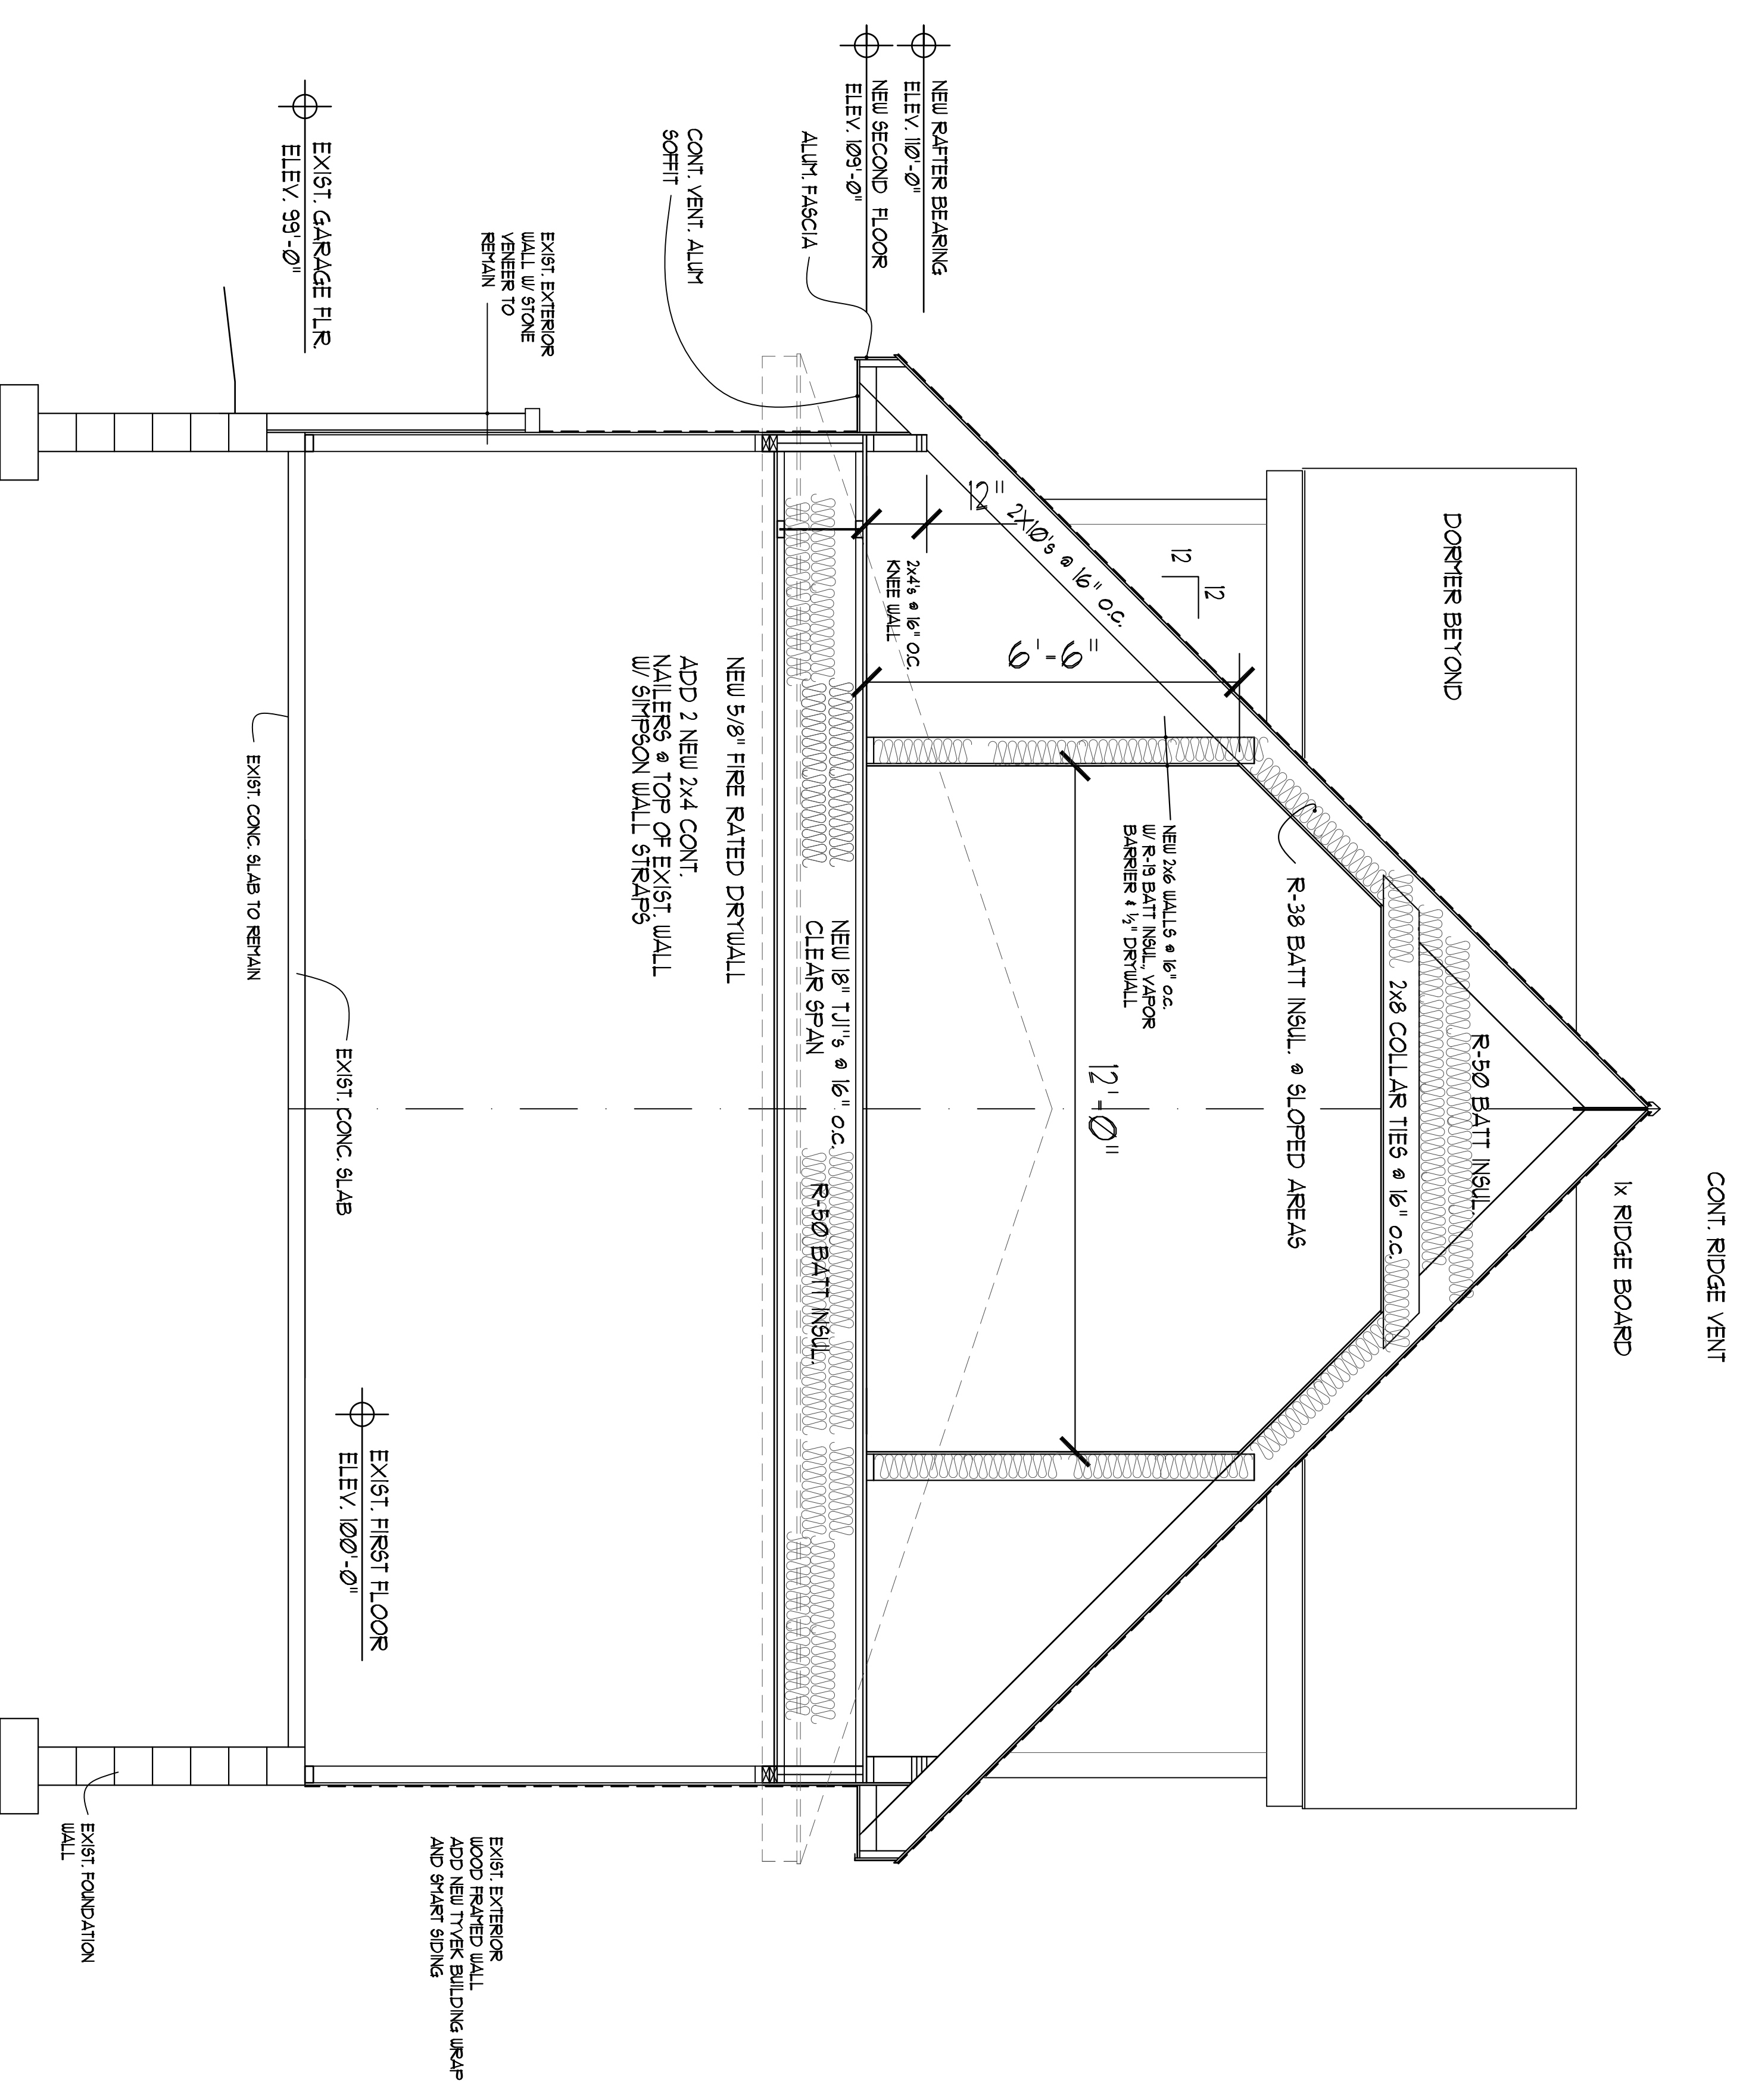 CONT. RIDGE VENT
1x RIDGE BOARD
DORMER BEYOND
R-50 BATT INSUL.
2x8 COLLAR TIES @ 16" O.C.
R-38 BATT INSUL. @ SLOPED AREAS
12
12
2X10's @ 16" O.C.
NEW 2x6 WALLS @ 16" O.C.
W/ R-19 BATT INSUL., VAPOR
BARRIER & ½" DRYWALL
12'-0"
6'-6"
12"
2x4's @ 16" O.C.
KNEE WALL
NEW RAFTER BEARING
ELEV. 110'-0"
NEW SECOND FLOOR
ELEV. 109'-0"
ALUM. FASCIA
CONT. VENT. ALUM
SOFFIT
NEW 18" TJI"s @ 16" O.C.
CLEAR SPAN
R-50 BATT INSUL.
NEW 5/8" FIRE RATED DRYWALL
ADD 2 NEW 2x4 CONT.
NAILERS @ TOP OF EXIST. WALL
W/ SIMPSON WALL STRAPS
EXIST. EXTERIOR
WALL W/ STONE
VENEER TO
REMAIN
EXIST. EXTERIOR
WOOD FRAMED WALL
ADD NEW TYVEK BUILDING WRAP
AND SMART SIDING
EXIST. FIRST FLOOR
ELEV. 100'-0"
EXIST. CONC. SLAB
EXIST. GARAGE FLR.
ELEV. 99'-0"
EXIST. CONC. SLAB TO REMAIN
EXIST. FOUNDATION
WALL